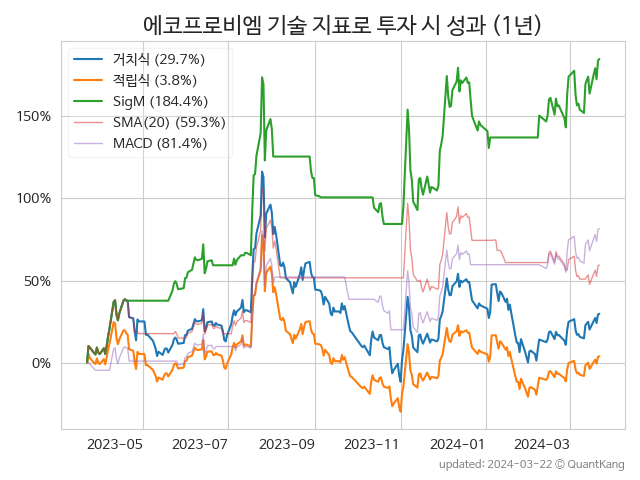 에코프로비엠 기술 지표로 투자 시 성과 (1년)
거치식 (29.7%)
적립식 (3.8%)
SigM (184.4%)
SMA(20) (59.3%)
MACD (81.4%)
150%
100%
50%
0%
2023-05 2023-07 2023-09 2023-11 2024-01 2024-03
updated: 2024-03-22 © QuantKang